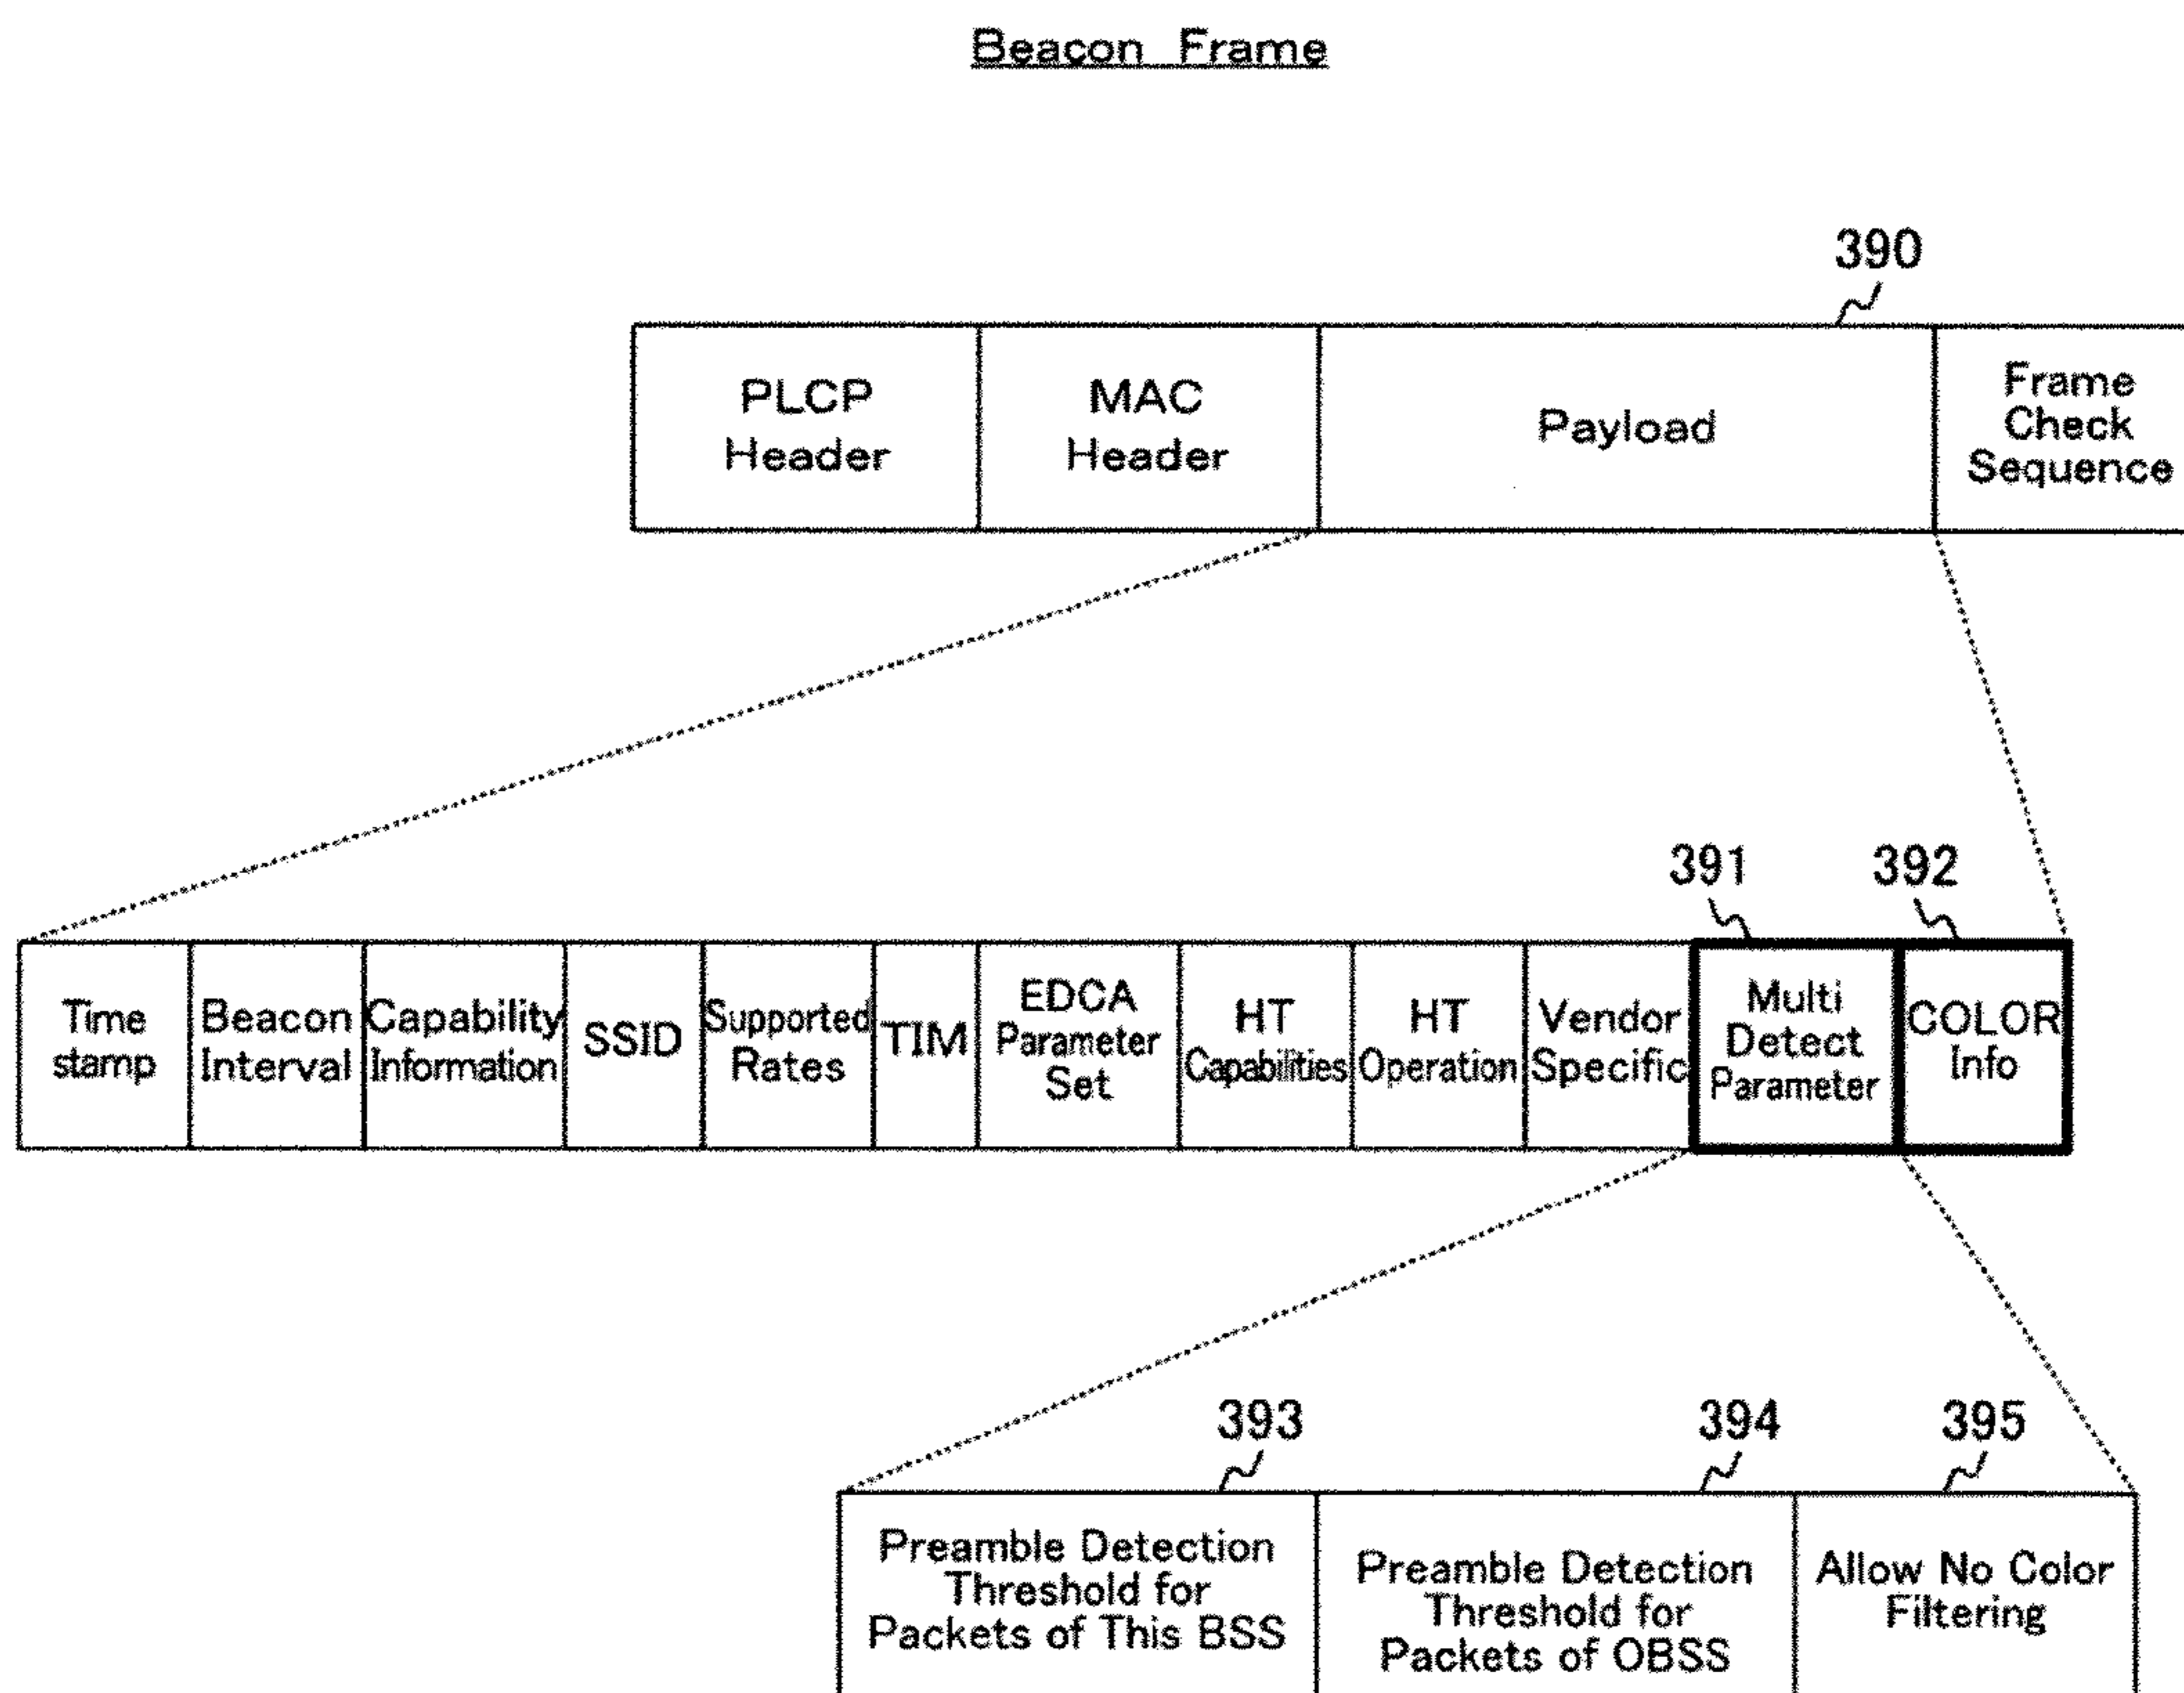 Beacon Frame
390
PLCP
Header
MAC
Header
Payload
Frame
Check
Sequence
391
392
Time
stamp
Beacon
Interval
Capability
Information
SSID
Supported
Rates
TIM
EDCA
Parameter
Set
HT
Capabilities
HT
Operation
Vendor
Specific
Multi
Detect
Parameter
COLOR
Info
393
394
395
Preamble Detection
Threshold for
Packets of This BSS
Preamble Detection
Threshold for
Packets of OBSS
Allow No Color
Filtering